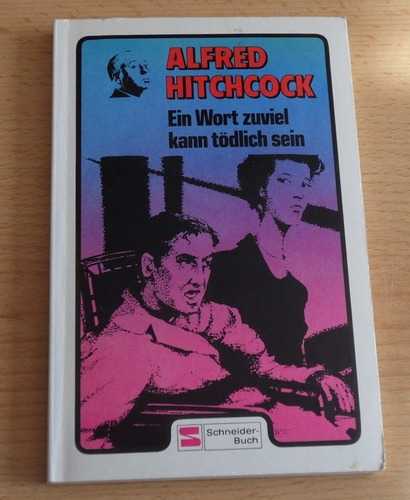 ALFRED
HITCHCOCK
Ein Wort zuviel
kann tödlich sein
Schneider-
Buch